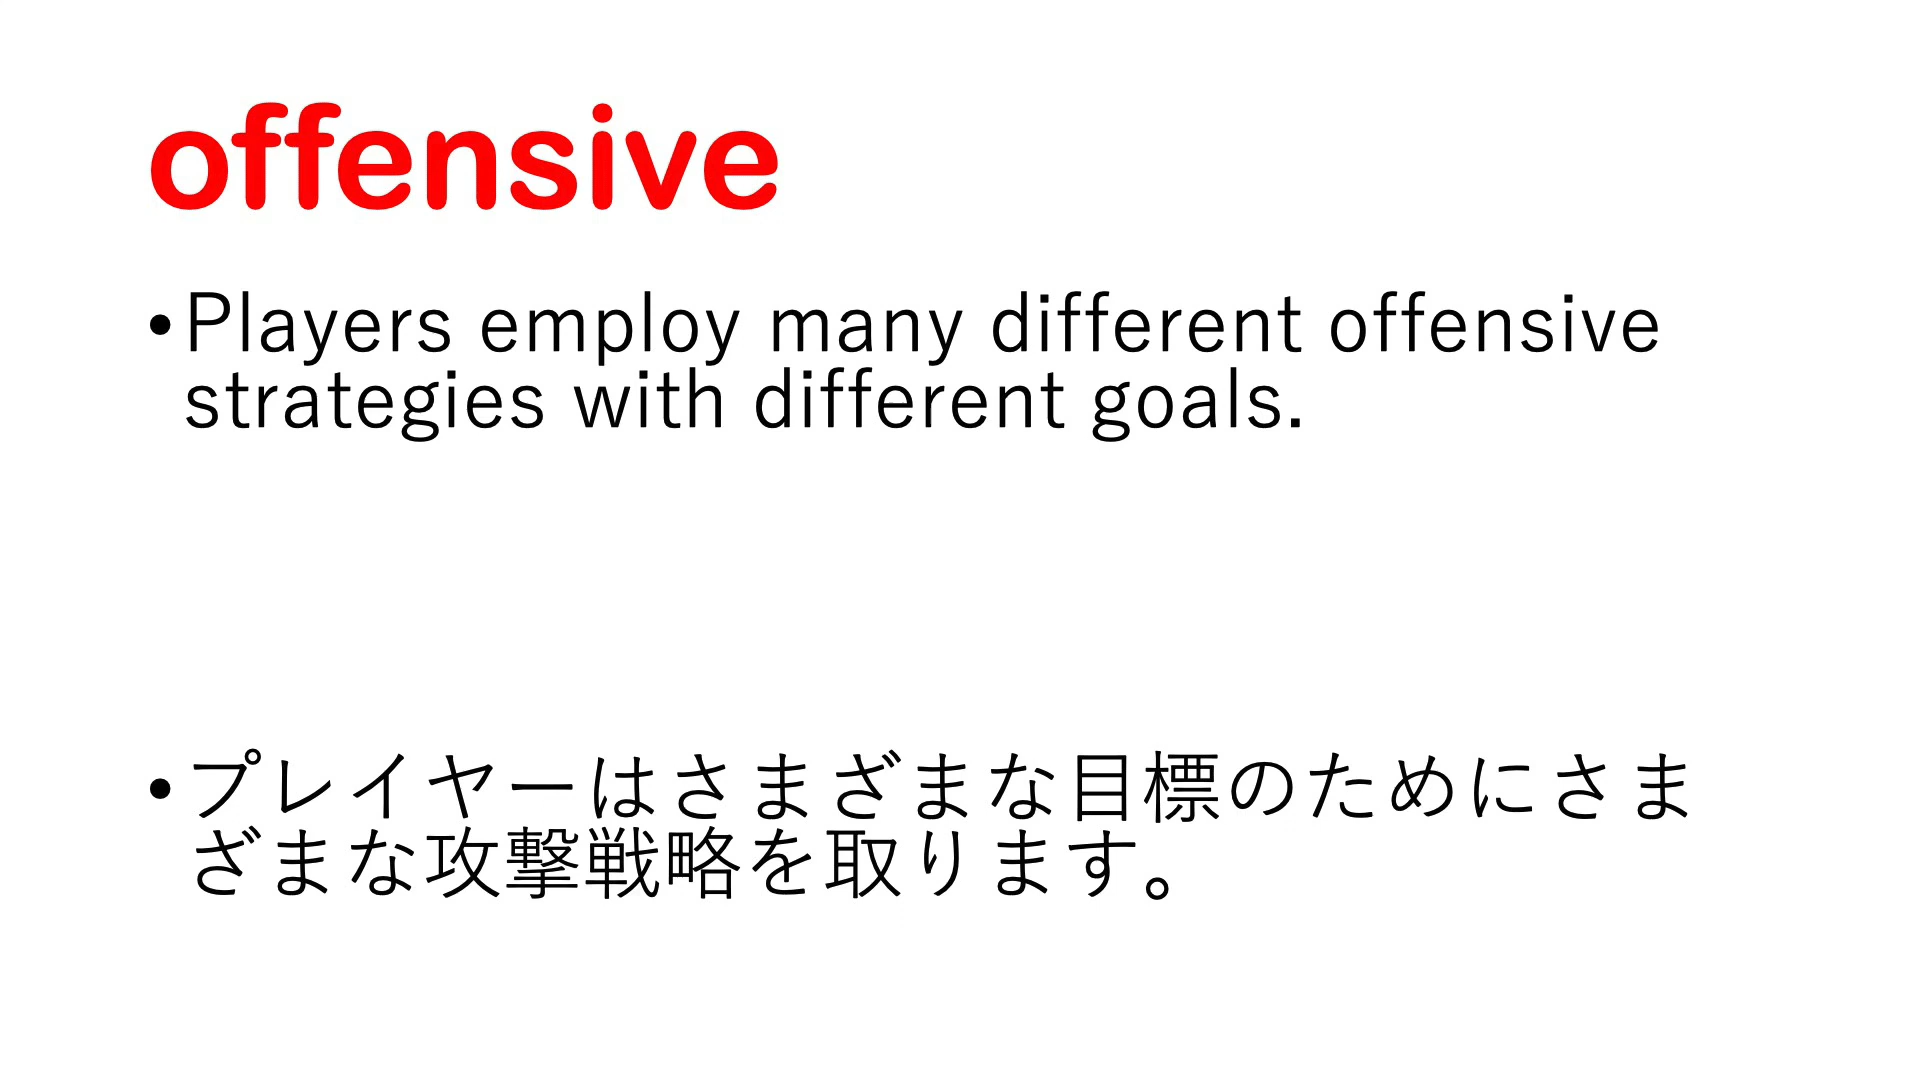 offensive
•Players employ many different offensive
strategies with different goals.
•プレイヤーはさまざまな目標のためにさま
ざまな攻撃戦略を取ります。